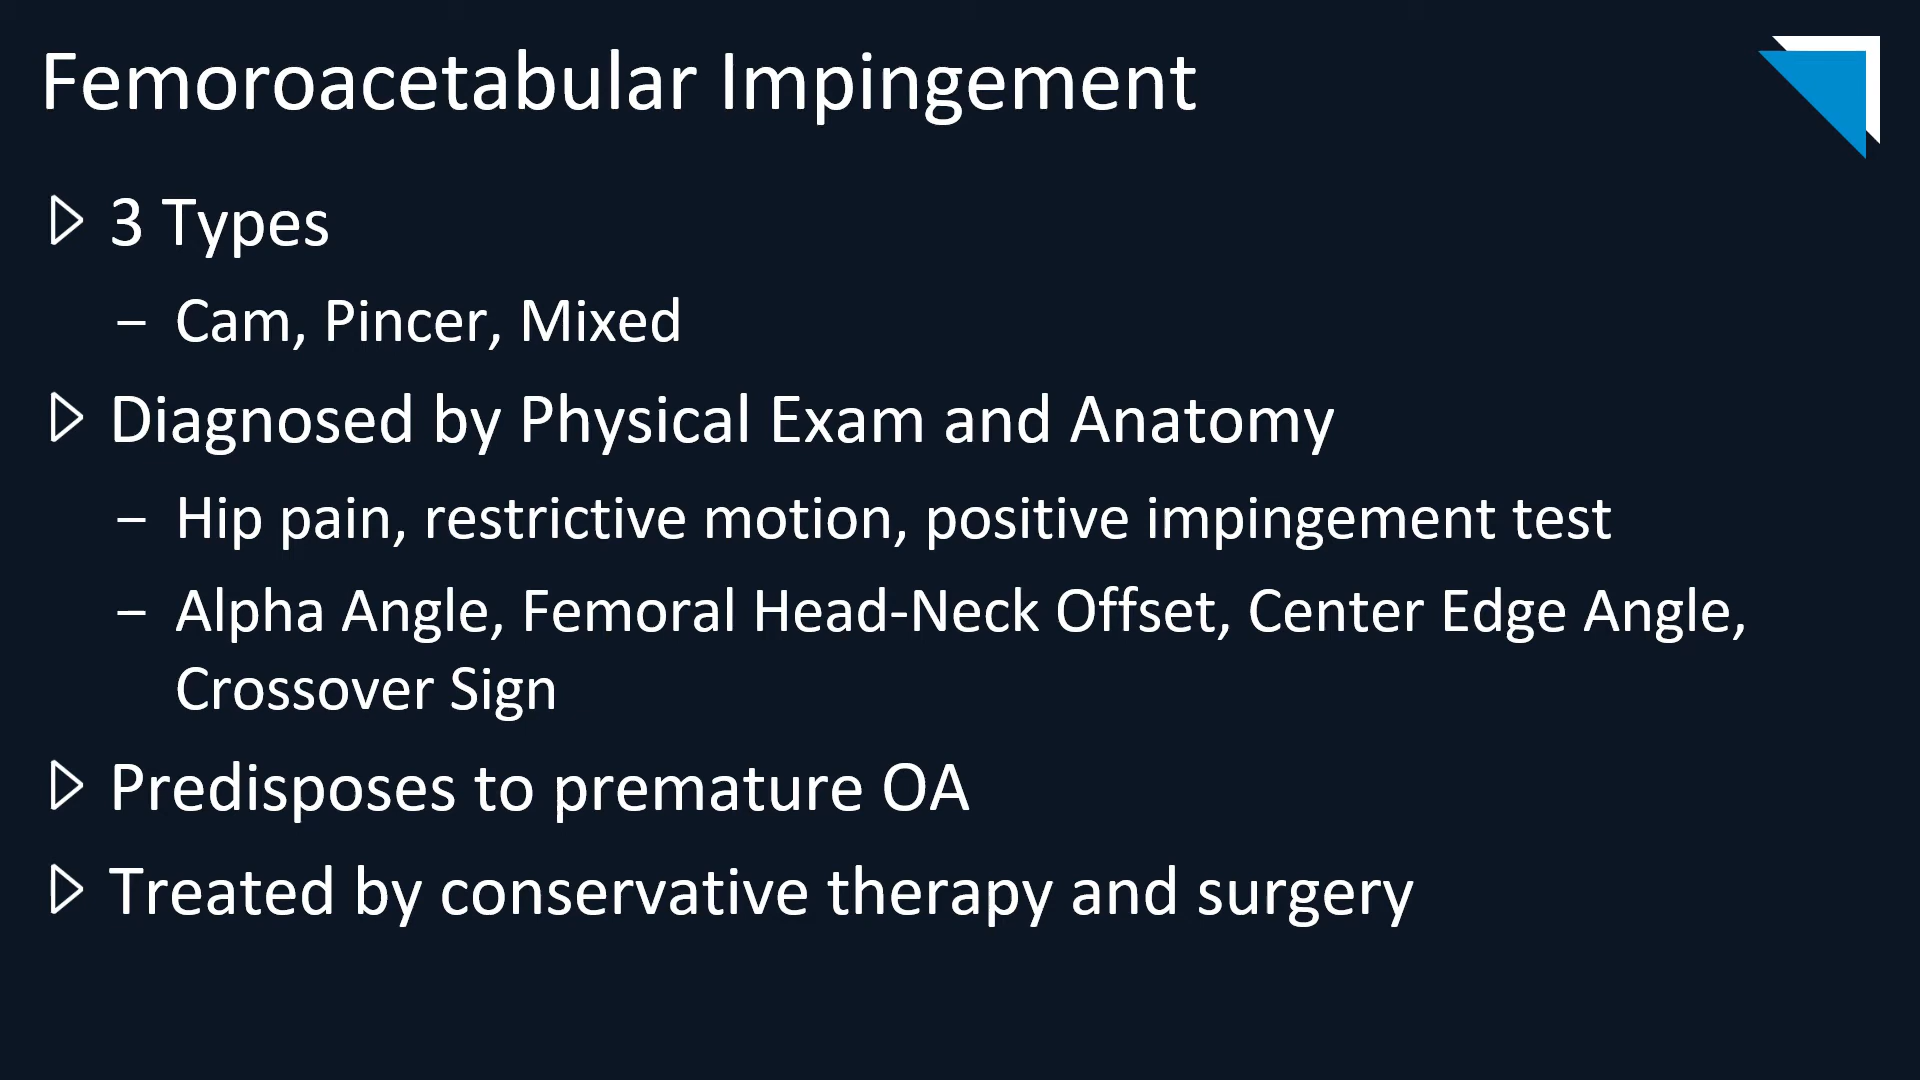 Femoroacetabular Impingement
3 Types
– Cam, Pincer, Mixed
Diagnosed by Physical Exam and Anatomy
– Hip pain, restrictive motion, positive impingement test
– Alpha Angle, Femoral Head-Neck Offset, Center Edge Angle,
Crossover Sign
Predisposes to premature OA
Treated by conservative therapy and surgery